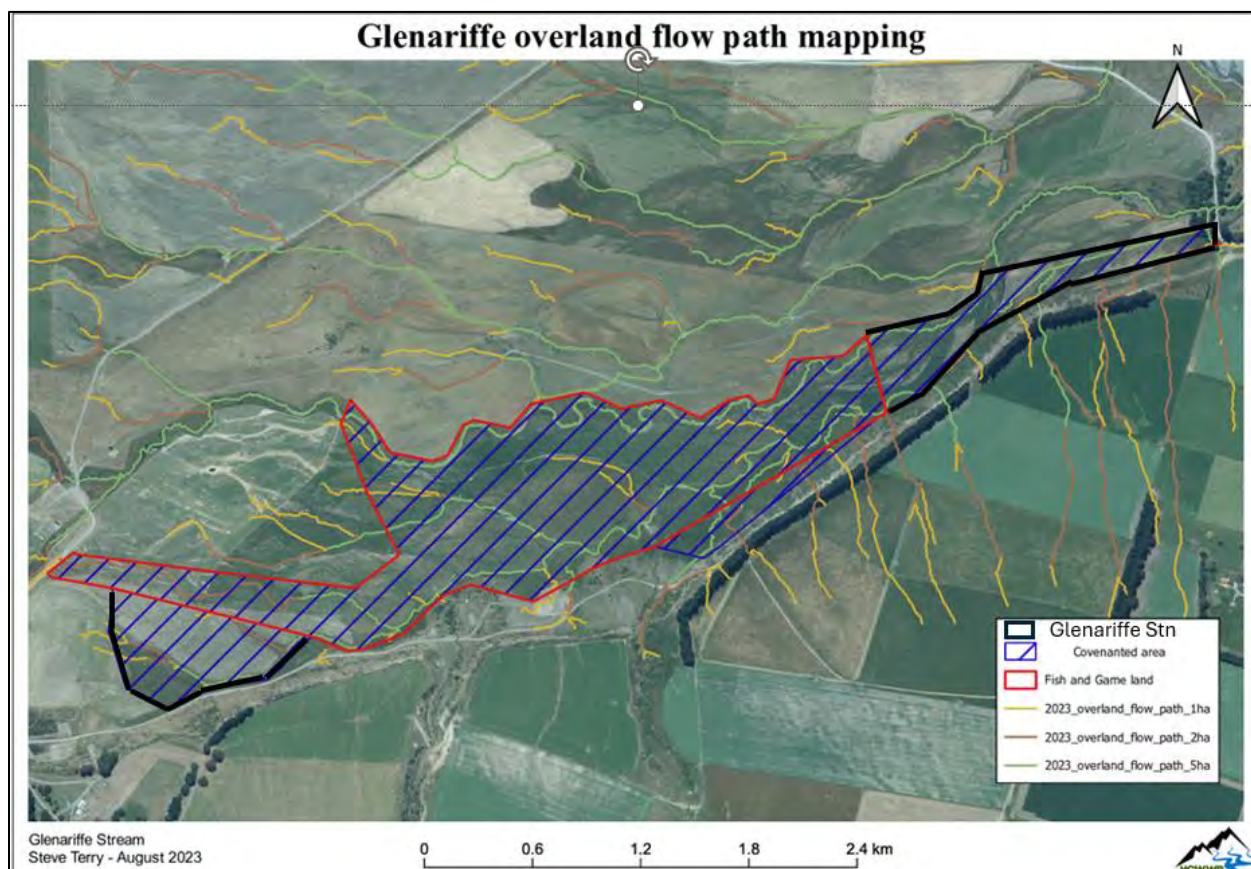 Glenariffe overland flow path mapping
N
Glenariffe Stn
Covenanted area
Fish and Game land
2023_overland_flow_path_1ha
2023_overland_flow_path_2ha
2023_overland_flow_path_5ha
Glenariffe Stream
Steve Terry - August 2023
0 0.6 1.2 1.8 2.4 km